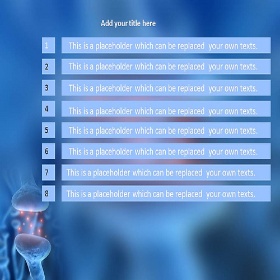 Add your title here
1 This is a placeholder which can be replaced your own texts.
2 This is a placeholder which can be replaced your own texts.
3 This is a placeholder which can be replaced your own texts.
4 This is a placeholder which can be replaced your own texts.
5 This is a placeholder which can be replaced your own texts.
6 This is a placeholder which can be replaced your own texts.
7 This is a placeholder which can be replaced your own texts.
8 This is a placeholder which can be replaced your own texts.